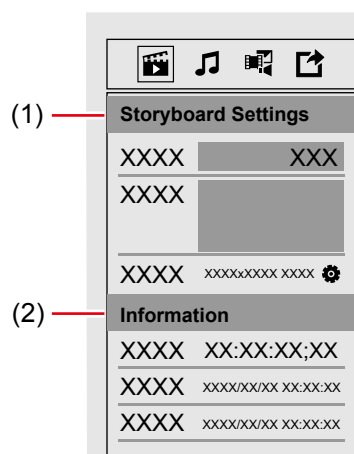 (1)
Storyboard Settings
XXXX XXX
XXXX
XXXX XXXXxXXXX XXXX
(2)
Information
XXXX XX:XX:XX;XX
XXXX XXXX/XX/XX XX:XX:XX
XXXX XXXX/XX/XX XX:XX:XX